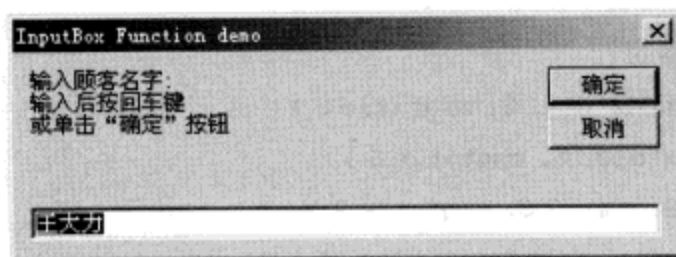 InputBox Function demo
输入顾客名字:
输入后按回车键
或单击“确定”按钮
确定
取消
王大力